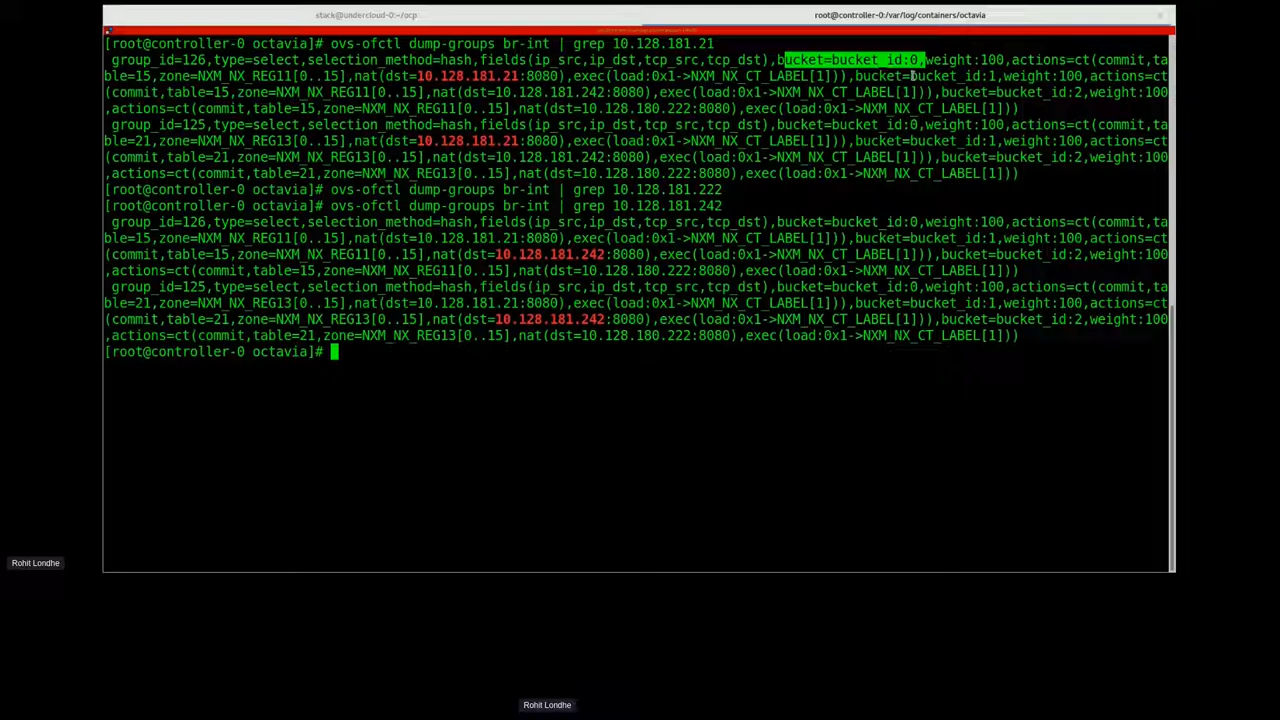 stack@undercloud-0:~/ocp
root@controller-0:/var/log/containers/octavia
[root@controller-0 octavia]# ovs-ofctl dump-groups br-int | grep 10.128.181.21
group_id=126,type=select,selection_method=hash,fields(ip_src,ip_dst,tcp_src,tcp_dst),bucket=bucket_id:0,weight:100,actions=ct(commit,ta
ble=15,zone=NXM_NX_REG11[0..15],nat(dst=10.128.181.21:8080),exec(load:0x1->NXM_NX_CT_LABEL[1])),bucket=bucket_id:1,weight:100,actions=ct
(commit,table=15,zone=NXM_NX_REG11[0..15],nat(dst=10.128.181.242:8080),exec(load:0x1->NXM_NX_CT_LABEL[1])),bucket=bucket_id:2,weight:100
,actions=ct(commit,table=15,zone=NXM_NX_REG11[0..15],nat(dst=10.128.180.222:8080),exec(load:0x1->NXM_NX_CT_LABEL[1]))
group_id=125,type=select,selection_method=hash,fields(ip_src,ip_dst,tcp_src,tcp_dst),bucket=bucket_id:0,weight:100,actions=ct(commit,ta
ble=21,zone=NXM_NX_REG13[0..15],nat(dst=10.128.181.21:8080),exec(load:0x1->NXM_NX_CT_LABEL[1])),bucket=bucket_id:1,weight:100,actions=ct
(commit,table=21,zone=NXM_NX_REG13[0..15],nat(dst=10.128.181.242:8080),exec(load:0x1->NXM_NX_CT_LABEL[1])),bucket=bucket_id:2,weight:100
,actions=ct(commit,table=21,zone=NXM_NX_REG13[0..15],nat(dst=10.128.180.222:8080),exec(load:0x1->NXM_NX_CT_LABEL[1]))
[root@controller-0 octavia]# ovs-ofctl dump-groups br-int | grep 10.128.181.222
[root@controller-0 octavia]# ovs-ofctl dump-groups br-int | grep 10.128.181.242
group_id=126,type=select,selection_method=hash,fields(ip_src,ip_dst,tcp_src,tcp_dst),bucket=bucket_id:0,weight:100,actions=ct(commit,ta
ble=15,zone=NXM_NX_REG11[0..15],nat(dst=10.128.181.21:8080),exec(load:0x1->NXM_NX_CT_LABEL[1])),bucket=bucket_id:1,weight:100,actions=ct
(commit,table=15,zone=NXM_NX_REG11[0..15],nat(dst=10.128.181.242:8080),exec(load:0x1->NXM_NX_CT_LABEL[1])),bucket=bucket_id:2,weight:100
,actions=ct(commit,table=15,zone=NXM_NX_REG11[0..15],nat(dst=10.128.180.222:8080),exec(load:0x1->NXM_NX_CT_LABEL[1]))
group_id=125,type=select,selection_method=hash,fields(ip_src,ip_dst,tcp_src,tcp_dst),bucket=bucket_id:0,weight:100,actions=ct(commit,ta
ble=21,zone=NXM_NX_REG13[0..15],nat(dst=10.128.181.21:8080),exec(load:0x1->NXM_NX_CT_LABEL[1])),bucket=bucket_id:1,weight:100,actions=ct
(commit,table=21,zone=NXM_NX_REG13[0..15],nat(dst=10.128.181.242:8080),exec(load:0x1->NXM_NX_CT_LABEL[1])),bucket=bucket_id:2,weight:100
,actions=ct(commit,table=21,zone=NXM_NX_REG13[0..15],nat(dst=10.128.180.222:8080),exec(load:0x1->NXM_NX_CT_LABEL[1]))
[root@controller-0 octavia]#
Rohit Londhe
Rohit Londhe